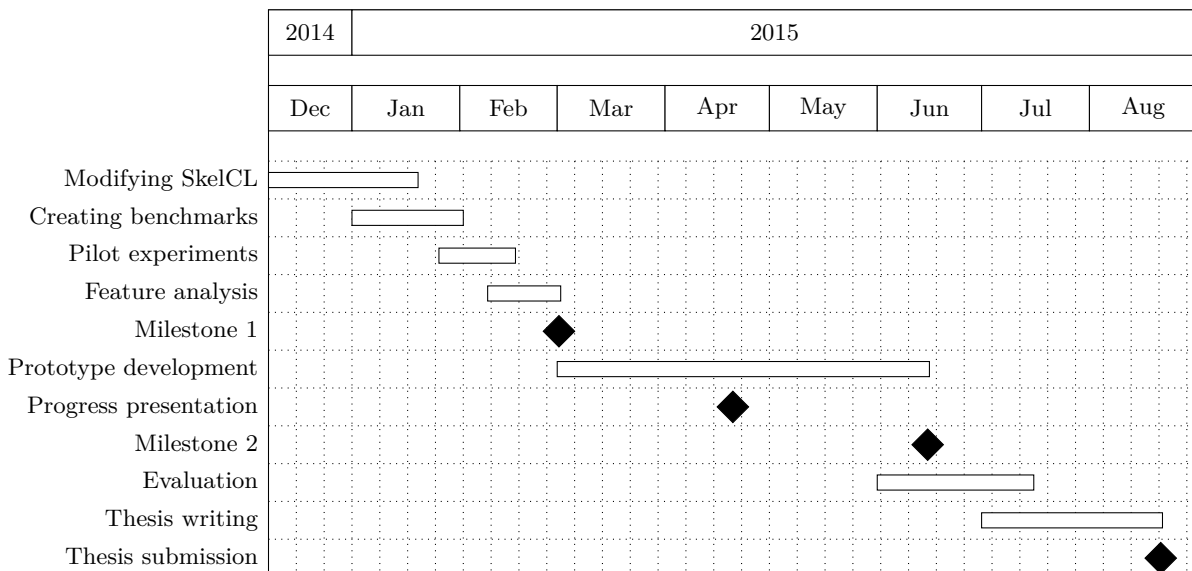 2014 2015
Dec Jan Feb Mar Apr May Jun Jul Aug
Modifying SkelCL
Creating benchmarks
Pilot experiments
Feature analysis
Milestone 1
Prototype development
Progress presentation
Milestone 2
Evaluation
Thesis writing
Thesis submission